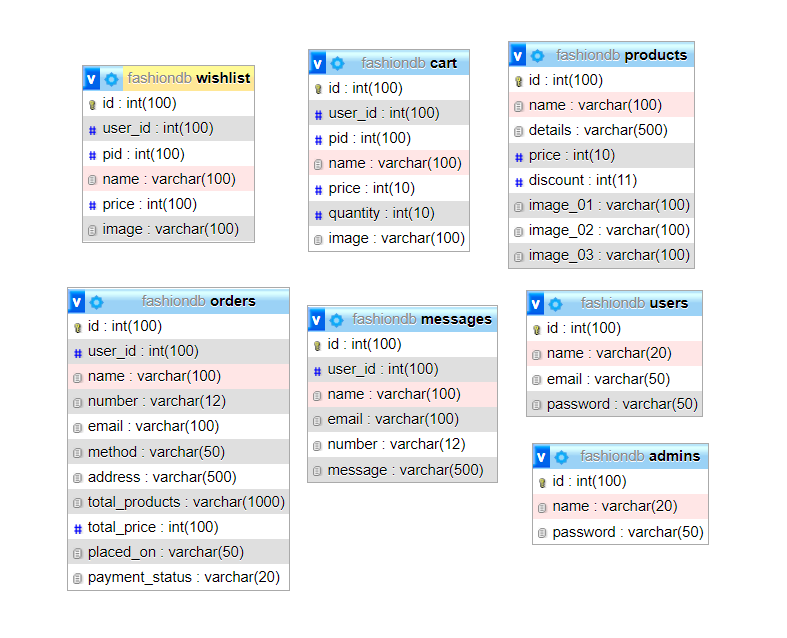 v fashiondb wishlist
id : int(100)
# user_id : int(100)
# pid : int(100)
name : varchar(100)
# price : int(100)
image : varchar(100)
v fashiondb cart
id : int(100)
# user_id : int(100)
# pid : int(100)
name : varchar(100)
# price : int(10)
# quantity : int(10)
image : varchar(100)
v fashiondb products
id : int(100)
name : varchar(100)
details : varchar(500)
# price : int(10)
# discount : int(11)
image_01 : varchar(100)
image_02 : varchar(100)
image_03 : varchar(100)
v fashiondb orders
id : int(100)
# user_id : int(100)
name : varchar(100)
number : varchar(12)
email : varchar(100)
method : varchar(50)
address : varchar(500)
total_products : varchar(1000)
# total_price : int(100)
placed_on : varchar(50)
payment_status : varchar(20)
v fashiondb messages
id : int(100)
# user_id : int(100)
name : varchar(100)
email : varchar(100)
number : varchar(12)
message : varchar(500)
v fashiondb users
id : int(100)
name : varchar(20)
email : varchar(50)
password : varchar(50)
v fashiondb admins
id : int(100)
name : varchar(20)
password : varchar(50)